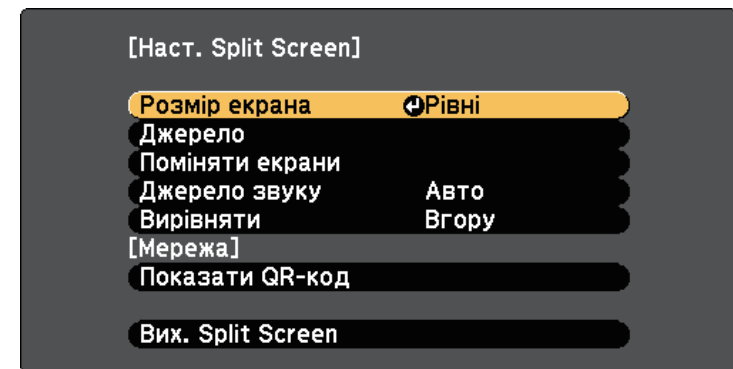 [Наст. Split Screen]
Розмір екрана Рівні
Джерело
Поміняти екрани
Джерело звуку Авто
Вирівняти Вгору
[Мережа]
Показати QR-код
Вих. Split Screen